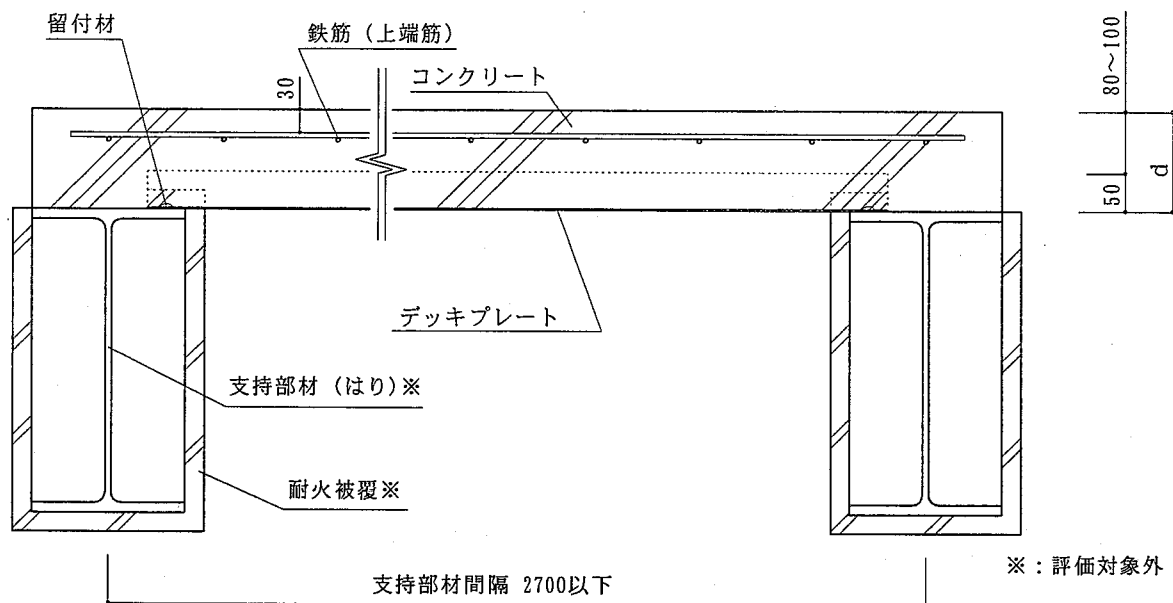 留付材
鉄筋（上端筋）
コンクリート
30
80～100
50
d
デッキプレート
支持部材（はり）※
耐火被覆※
支持部材間隔 2700以下
※：評価対象外